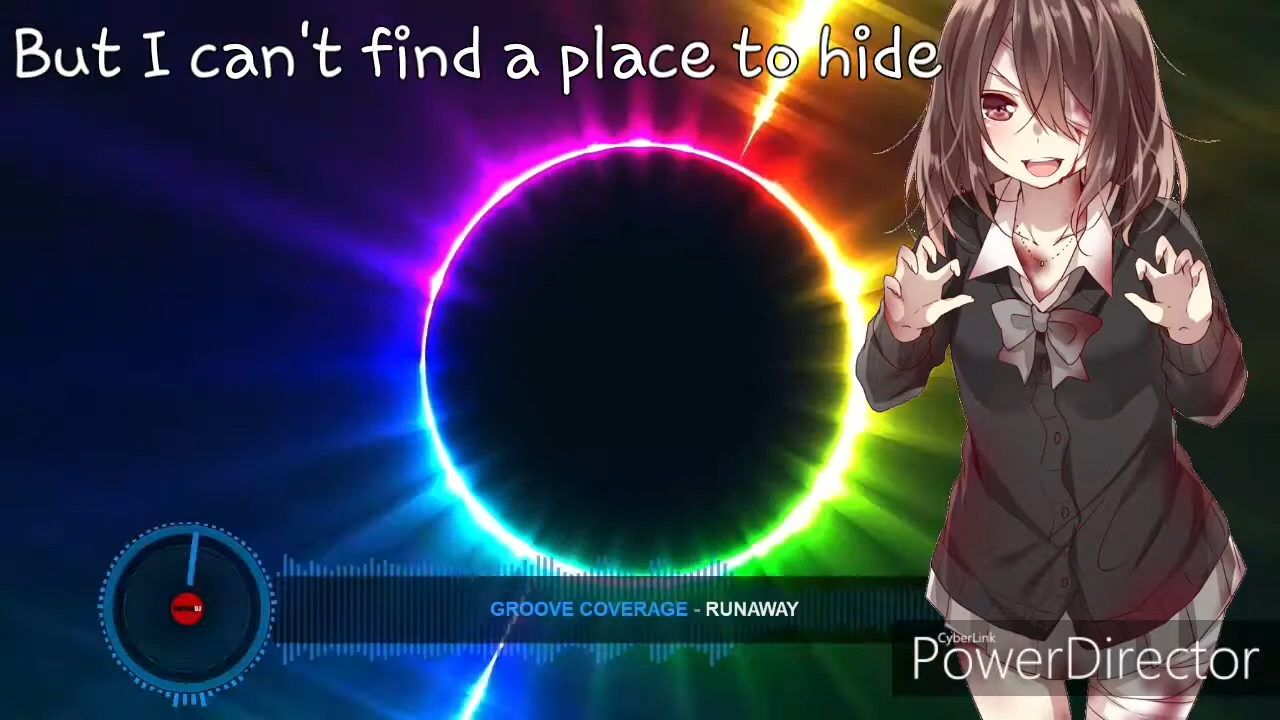 But I can't find a place to hide
GROOVE COVERAGE - RUNAWAY
CyberLink
PowerDirector